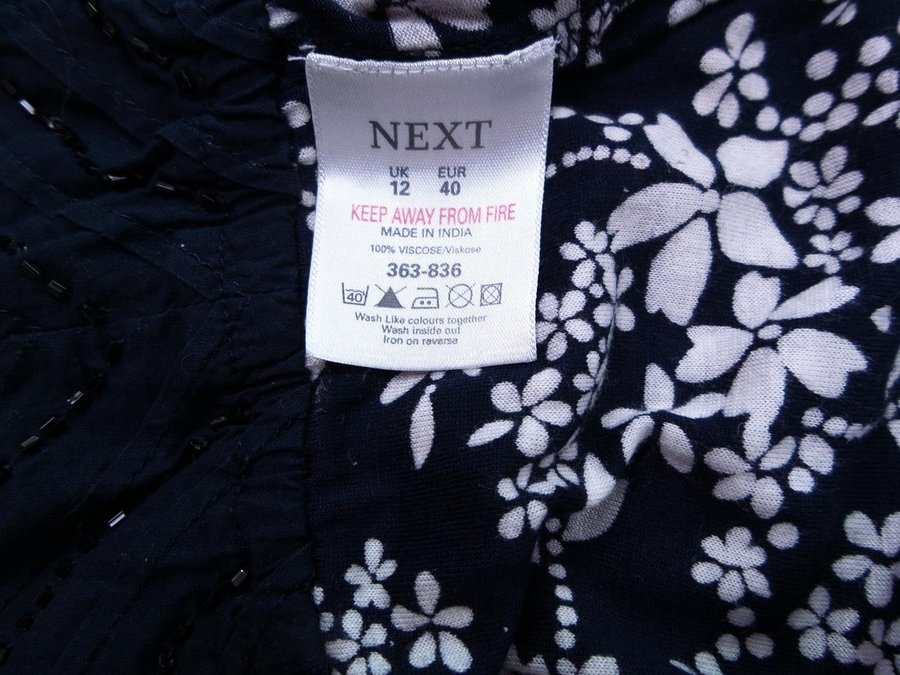 NEXT
UK EUR
12 40
KEEP AWAY FROM FIRE
MADE IN INDIA
100% VISCOSE/Viskose
363-836
40
Wash Like colours together
Wash inside out
Iron on reverse